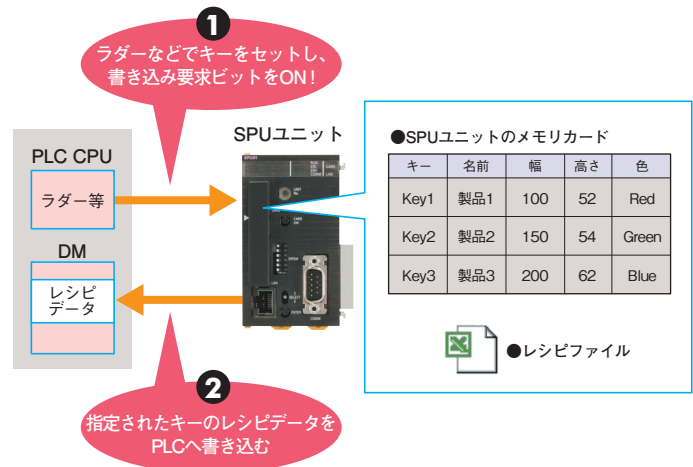 1
ラダーなどでキーをセットし、
書き込み要求ビットをON！
SPUユニット
PLC CPU
ラダー等
DM
レシピ
データ
●SPUユニットのメモリカード
キー 名前 幅 高さ 色
Key1 製品1 100 52 Red
Key2 製品2 150 54 Green
Key3 製品3 200 62 Blue
●レシピファイル
2
指定されたキーのレシピデータを
PLCへ書き込む